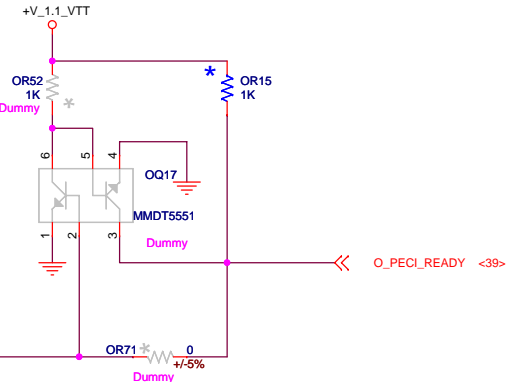 +V_1.1_VTT
OR52
1K
Dummy
*
*
OR15
1K
6
5
4
OQ17
MMDT5551
1
2
3
Dummy
O_PECI_READY <39>
OR71
*
0
+/-5%
Dummy